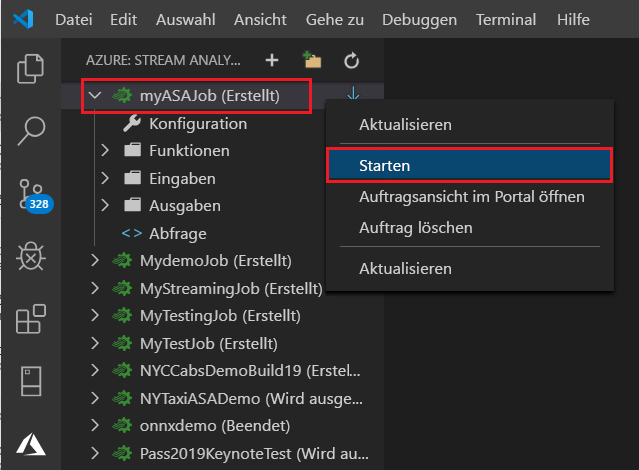 Datei Edit Auswahl Ansicht Gehe zu Debuggen Terminal Hilfe
AZURE: STREAM ANALY...
myASAJob (Erstellt)
Konfiguration
Funktionen
Eingaben
Ausgaben
<> Abfrage
MydemoJob (Erstellt)
MyStreamingJob (Erstellt)
MyTestingJob (Erstellt)
MyTestJob (Erstellt)
NYCCabsDemoBuild19 (Erstel...
NYTaxiASADemo (Wird ausge...
onnxdemo (Beendet)
Pass2019KeynoteTest (Wird au...
328
Aktualisieren
Starten
Auftragsansicht im Portal öffnen
Auftrag löschen
Aktualisieren